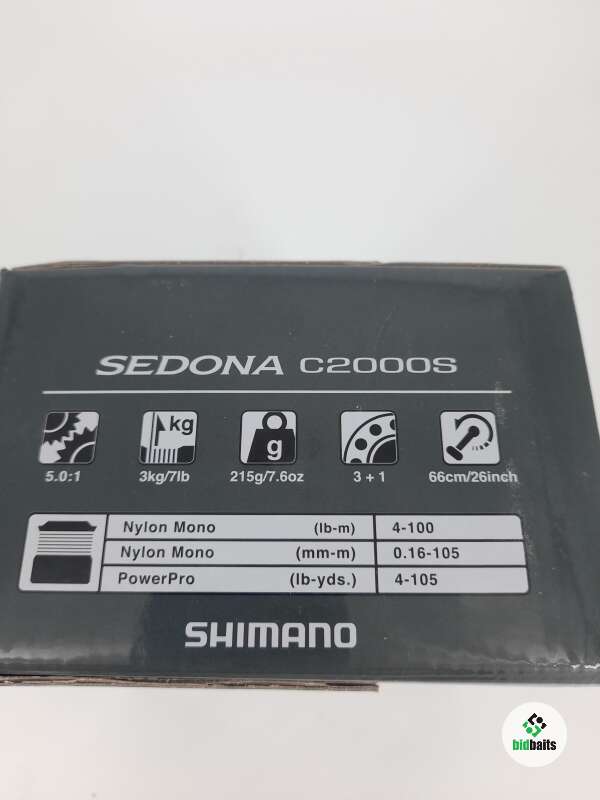 SEDONA C2000S
kg
g
5.0:1 3kg/7lb 215g/7.6oz 3 + 1 66cm/26inch
Nylon Mono (lb-m) 4-100
Nylon Mono (mm-m) 0.16-105
PowerPro (lb-yds.) 4-105
SHIMANO
bidbaits